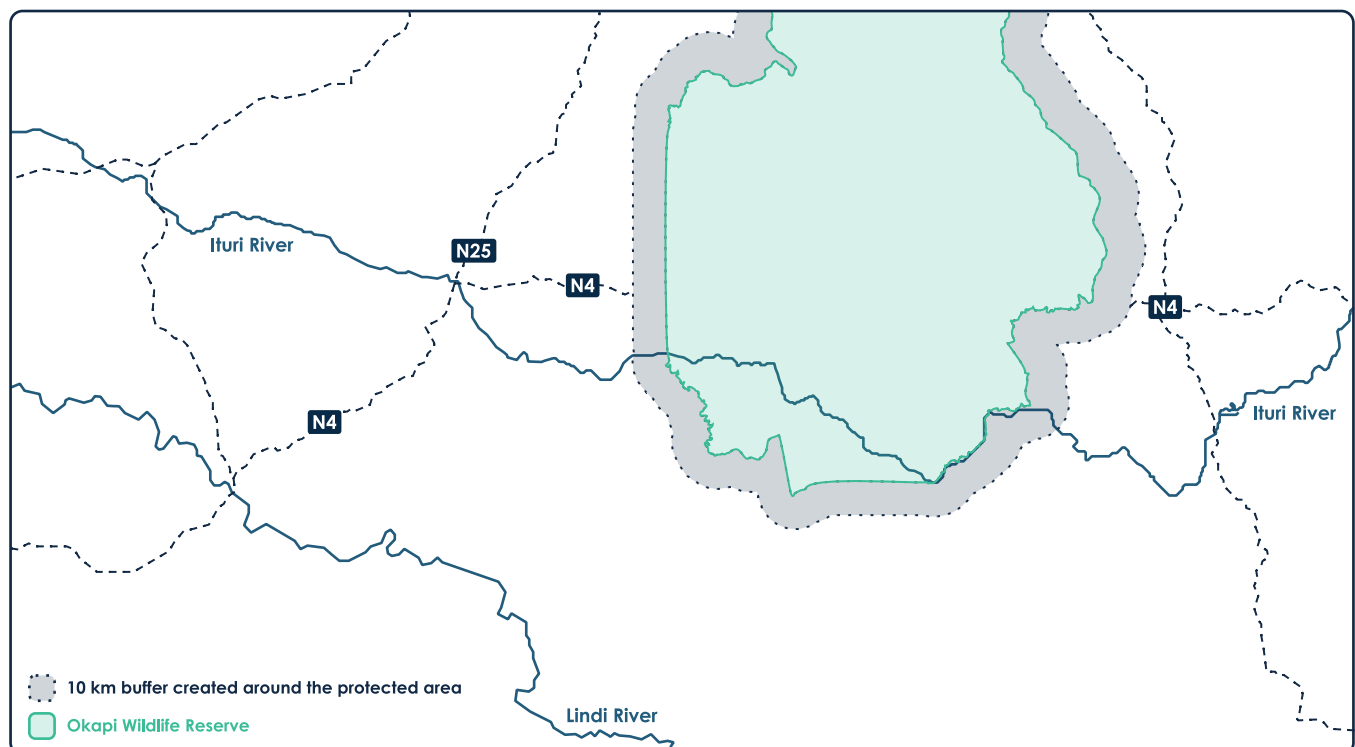 N25
Ituri River
N4
N4
Ituri River
N4
10 km buffer created around the protected area
Lindi River
Okapi Wildlife Reserve